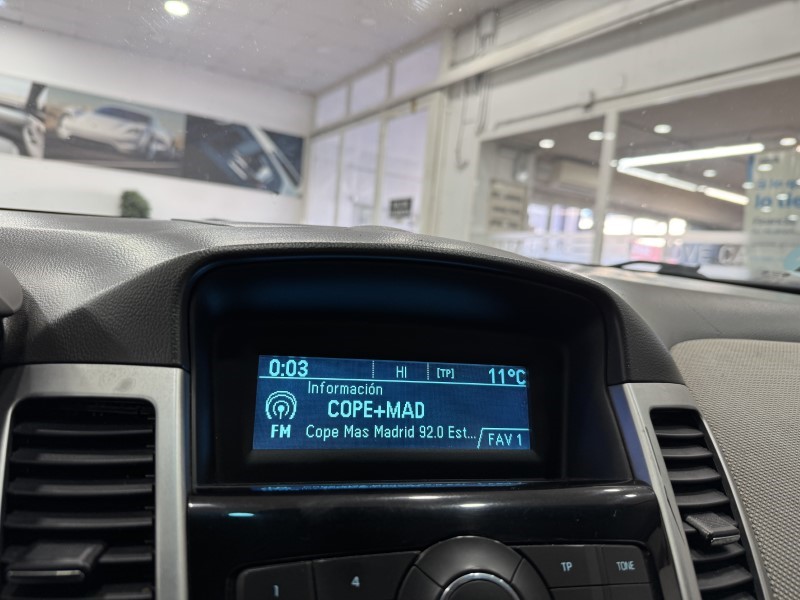 0:03 HI [TP] 11°C
Información
COPE+MAD
FM Cope Mas Madrid 92.0 Est... FAV 1
1 4 TP TONE